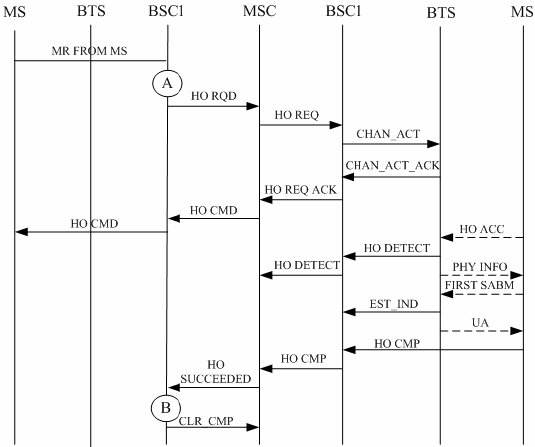 MS BTS BSC1 MSC BSC1 BTS MS
MR FROM MS
A
HO RQD
HO REQ
CHAN_ACT
CHAN_ACT_ACK
HO REQ ACK
HO CMD
HO CMD
HO ACC
HO DETECT
HO DETECT
PHY INFO
FIRST SABM
EST_IND
UA
HO CMP
HO CMP
HO
SUCCEEDED
B
CLR_CMP